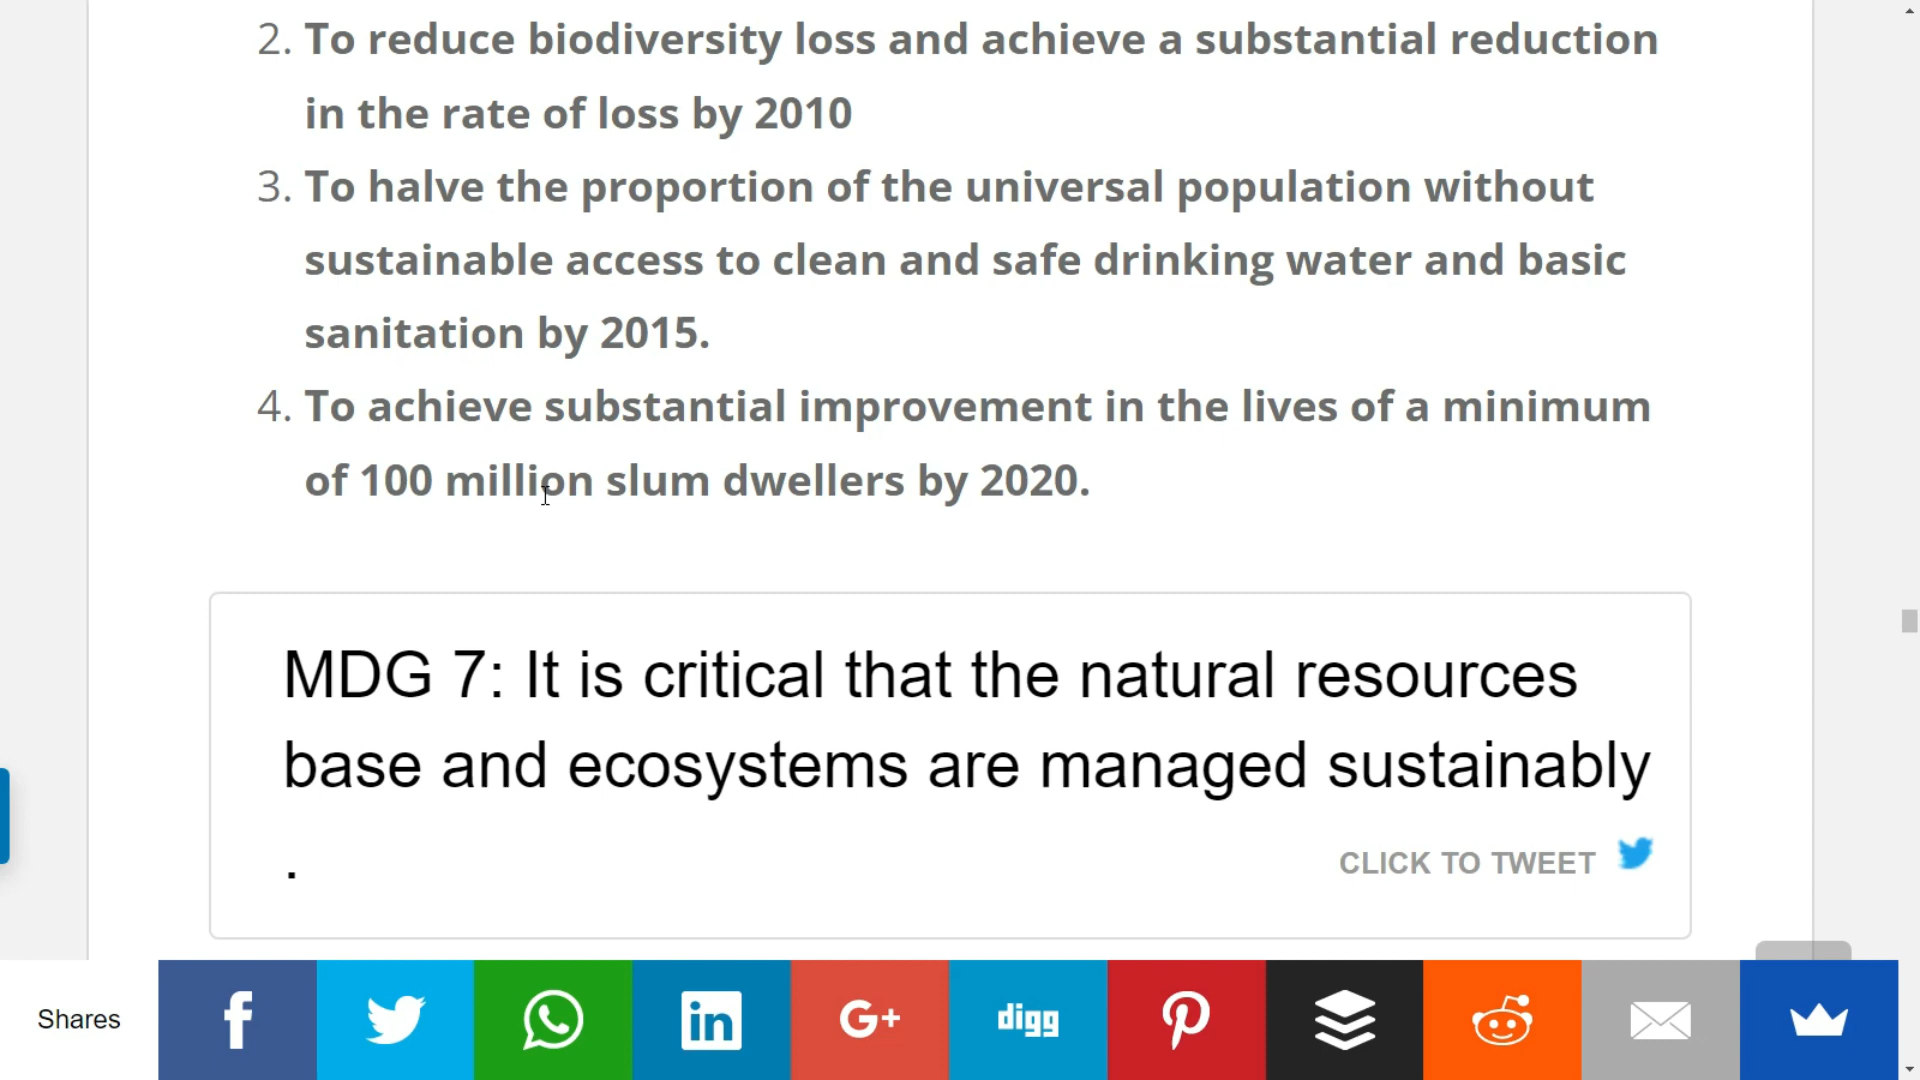 2. To reduce biodiversity loss and achieve a substantial reduction
in the rate of loss by 2010
3. To halve the proportion of the universal population without
sustainable access to clean and safe drinking water and basic
sanitation by 2015.
4. To achieve substantial improvement in the lives of a minimum
of 100 million slum dwellers by 2020.
MDG 7: It is critical that the natural resources
base and ecosystems are managed sustainably
.
CLICK TO TWEET
Shares
f
in
G+
digg